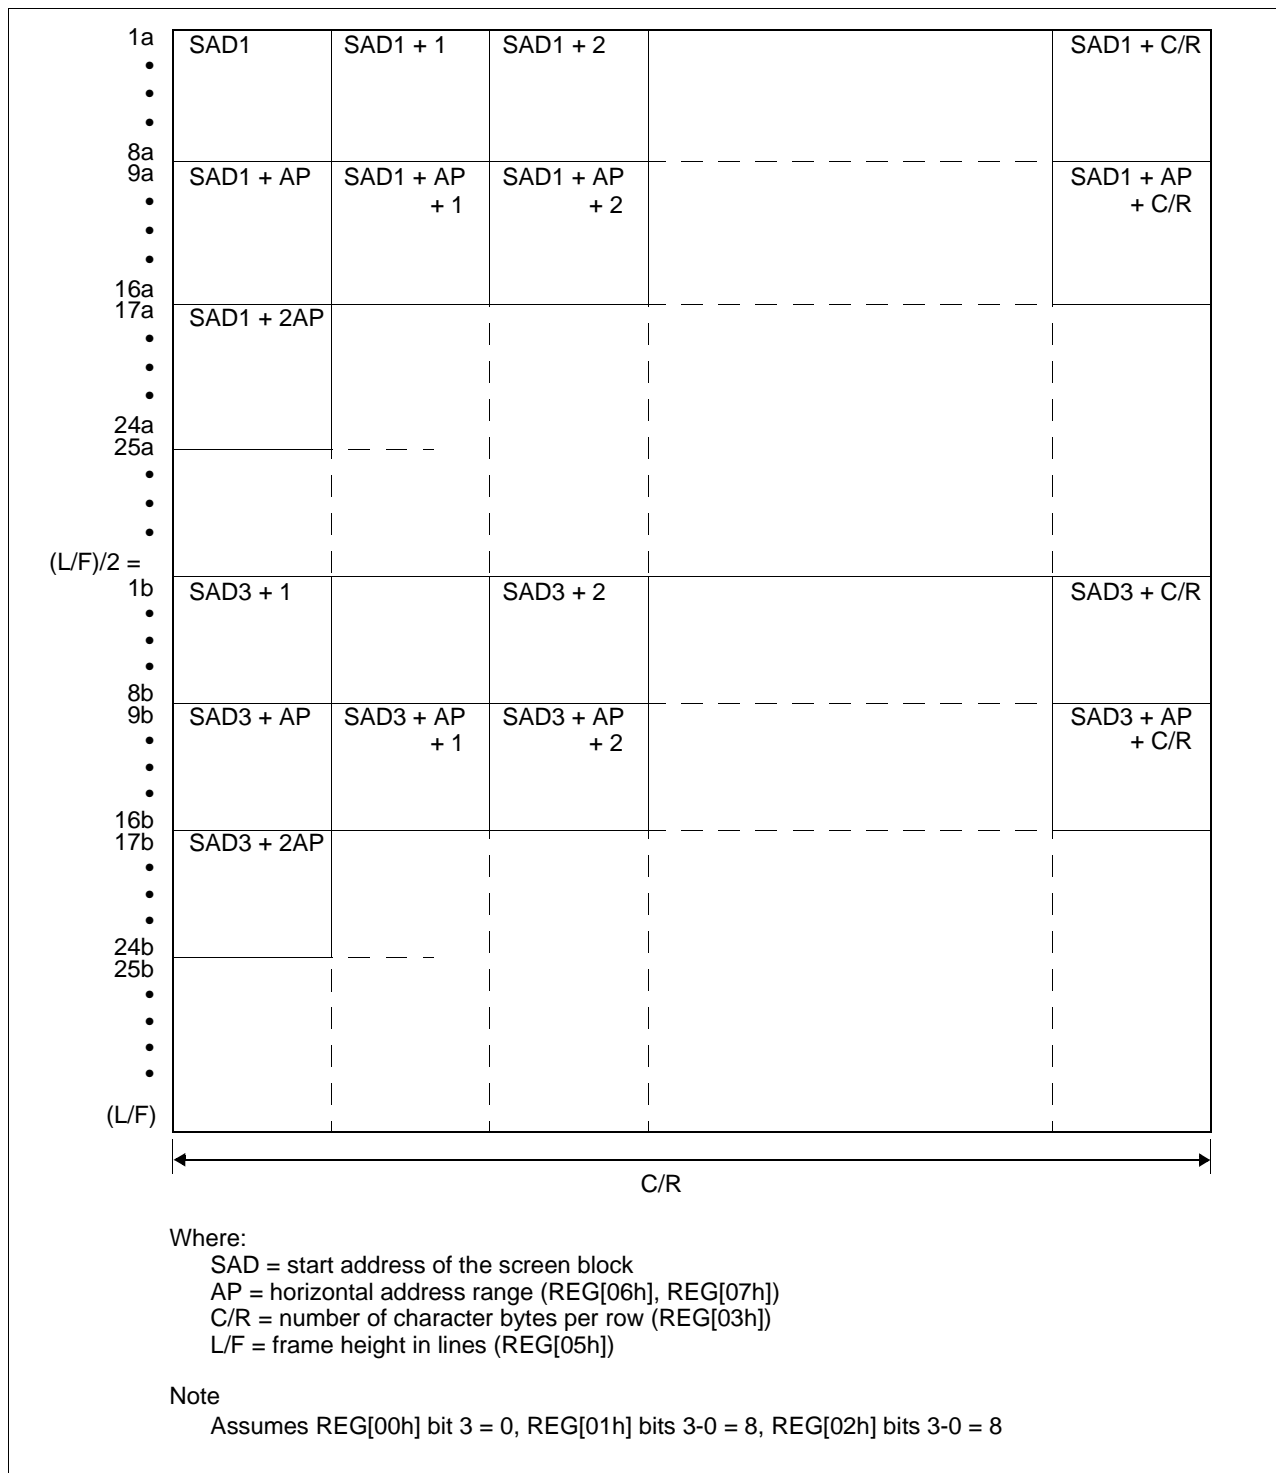 1a SAD1 SAD1 + 1 SAD1 + 2 SAD1 + C/R
•
•
•
8a
9a SAD1 + AP SAD1 + AP + 1 SAD1 + AP + 2 SAD1 + AP + C/R
•
•
•
16a
17a SAD1 + 2AP
•
•
•
24a
25a
•
•
•
(L/F)/2 =
1b SAD3 + 1 SAD3 + 2 SAD3 + C/R
•
•
•
8b
9b SAD3 + AP SAD3 + AP + 1 SAD3 + AP + 2 SAD3 + AP + C/R
•
•
•
16b
17b SAD3 + 2AP
•
•
•
24b
25b
•
•
•
•
(L/F)
C/R
Where:
SAD = start address of the screen block
AP = horizontal address range (REG[06h], REG[07h])
C/R = number of character bytes per row (REG[03h])
L/F = frame height in lines (REG[05h])
Note
Assumes REG[00h] bit 3 = 0, REG[01h] bits 3-0 = 8, REG[02h] bits 3-0 = 8